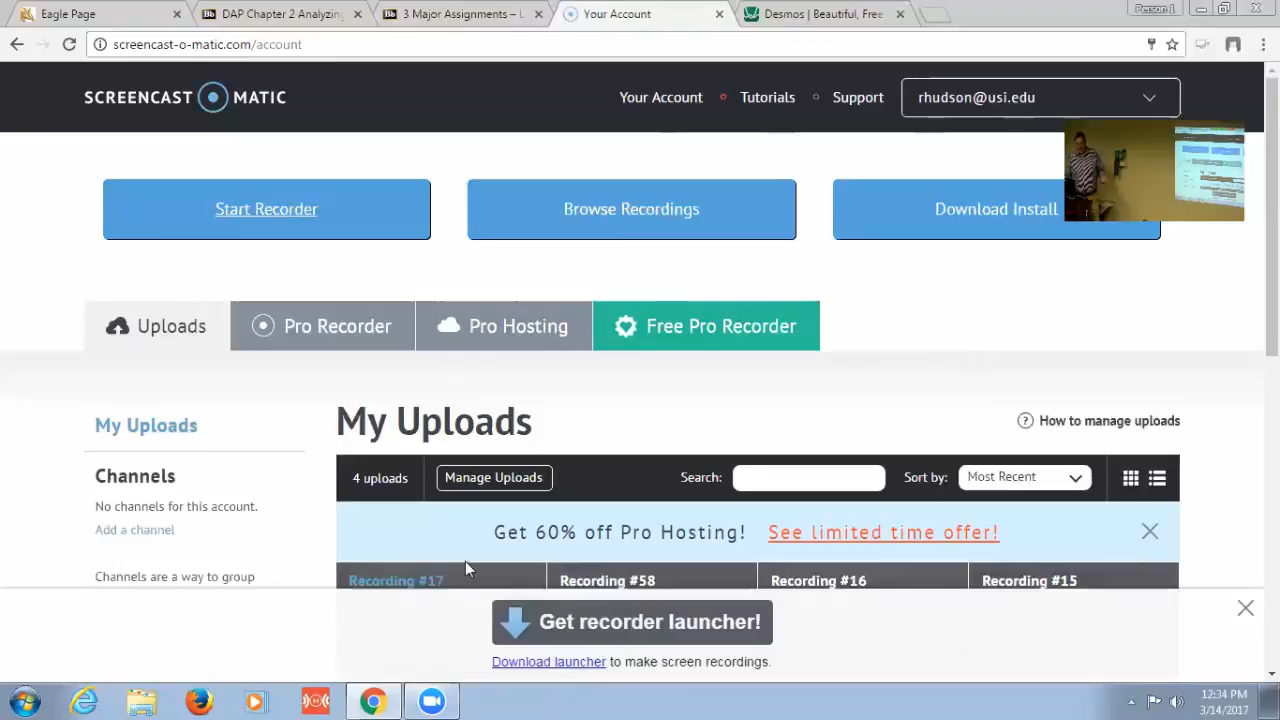 Eagle Page
DAP Chapter 2 Analyzing
3 Major Assignments – L
Your Account
Desmos | Beautiful, Free
Person 1
screencast-o-matic.com/account
SCREENCAST MATIC
Your Account
Tutorials
Support
rhudson@usi.edu
Start Recorder
Browse Recordings
Download Install
Uploads
Pro Recorder
Pro Hosting
Free Pro Recorder
My Uploads
Channels
No channels for this account.
Add a channel
Channels are a way to group
My Uploads
How to manage uploads
4 uploads
Manage Uploads
Search:
Sort by:
Most Recent
Get 60% off Pro Hosting! See limited time offer!
Recording #17
Recording #58
Recording #16
Recording #15
Get recorder launcher!
Download launcher to make screen recordings.
12:34 PM
3/14/2017